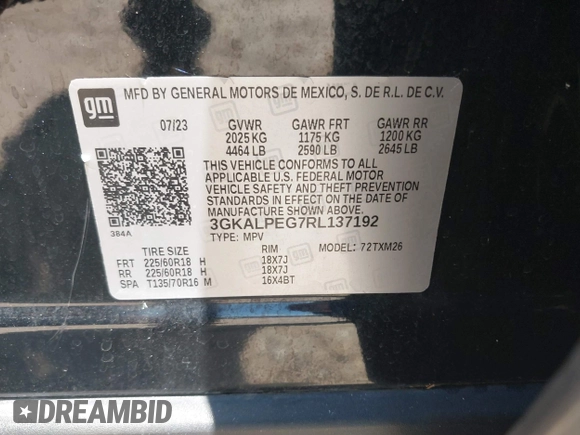 gm
MFD BY GENERAL MOTORS DE MEXICO, S. DE R.L. DE C.V.
07/23 GVWR GAWR FRT GAWR RR
2025 KG 1175 KG 1200 KG
4464 LB 2590 LB 2645 LB
THIS VEHICLE CONFORMS TO ALL
APPLICABLE U.S. FEDERAL MOTOR
VEHICLE SAFETY AND THEFT PREVENTION
STANDARDS IN EFFECT ON THE DATE OF
MANUFACTURE SHOWN ABOVE.
384A 3GKALPEG7RL137192
TYPE: MPV MODEL: 72TXM26
TIRE SIZE RIM
FRT 225/60R18 H 18X7J
RR 225/60R18 H 18X7J
SPA T135/70R16 M 16X4BT
DREAMBID